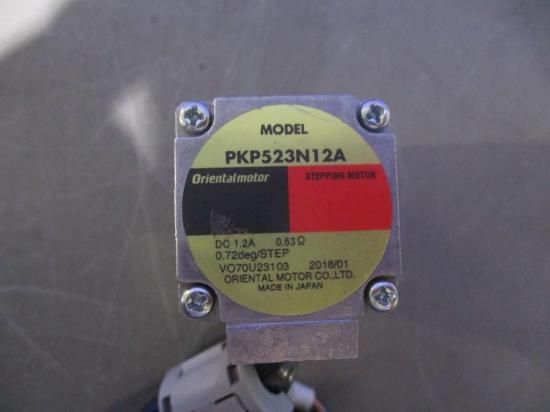 MODEL
PKP523N12A
Orientalmotor STEPPING MOTOR
DC 1.2A 0.63Ω
0.72deg/STEP
VO70U23103 2018/01
ORIENTAL MOTOR CO.,LTD.
MADE IN JAPAN